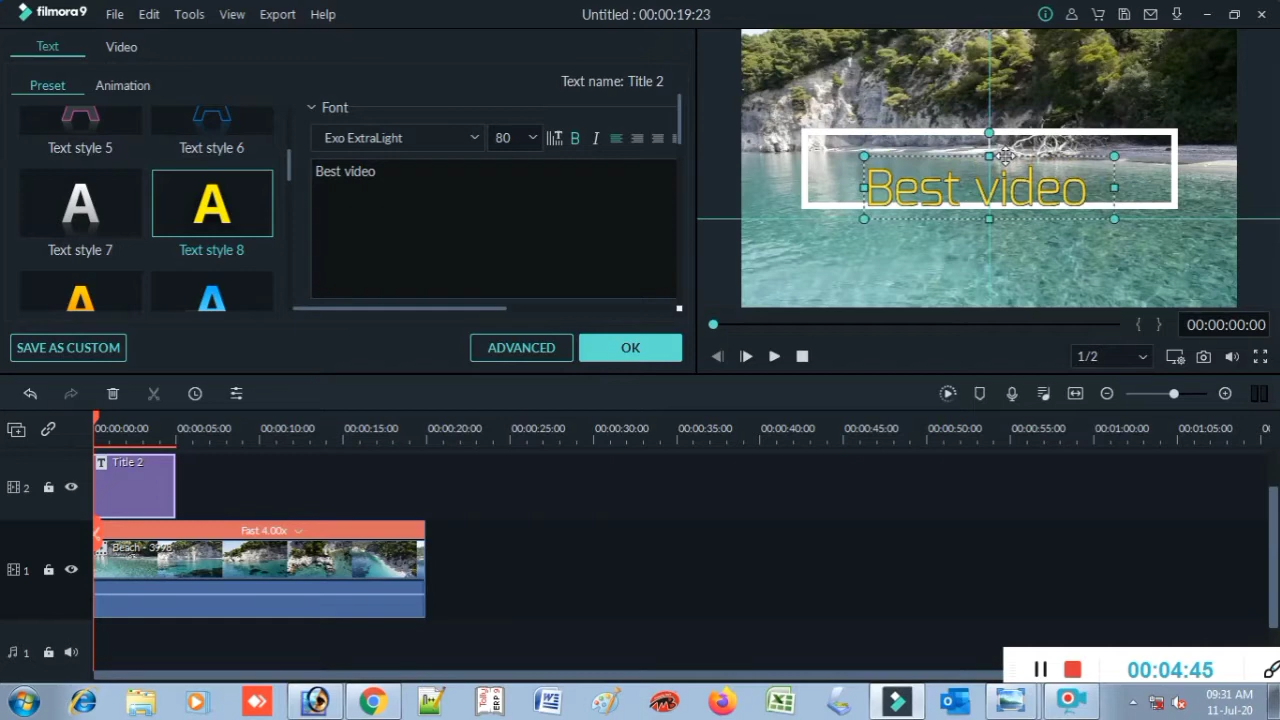 filmora9 File Edit Tools View Export Help Untitled : 00:00:19:23
Text Video
Preset Animation Text name: Title 2
Font
Text style 5 Text style 6
Exo ExtraLight 80 B I
Best video
A A
Text style 7 Text style 8
A A
SAVE AS CUSTOM ADVANCED OK
Best video
{ } 00:00:00:00
1/2
00:00:00:00 00:00:05:00 00:00:10:00 00:00:15:00 00:00:20:00 00:00:25:00 00:00:30:00 00:00:35:00 00:00:40:00 00:00:45:00 00:00:50:00 00:00:55:00 00:01:00:00 00:01:05:00
T Title 2
2
Fast 4.00x
Beach - 3998
1
1
00:04:45
09:31 AM
11-Jul-20